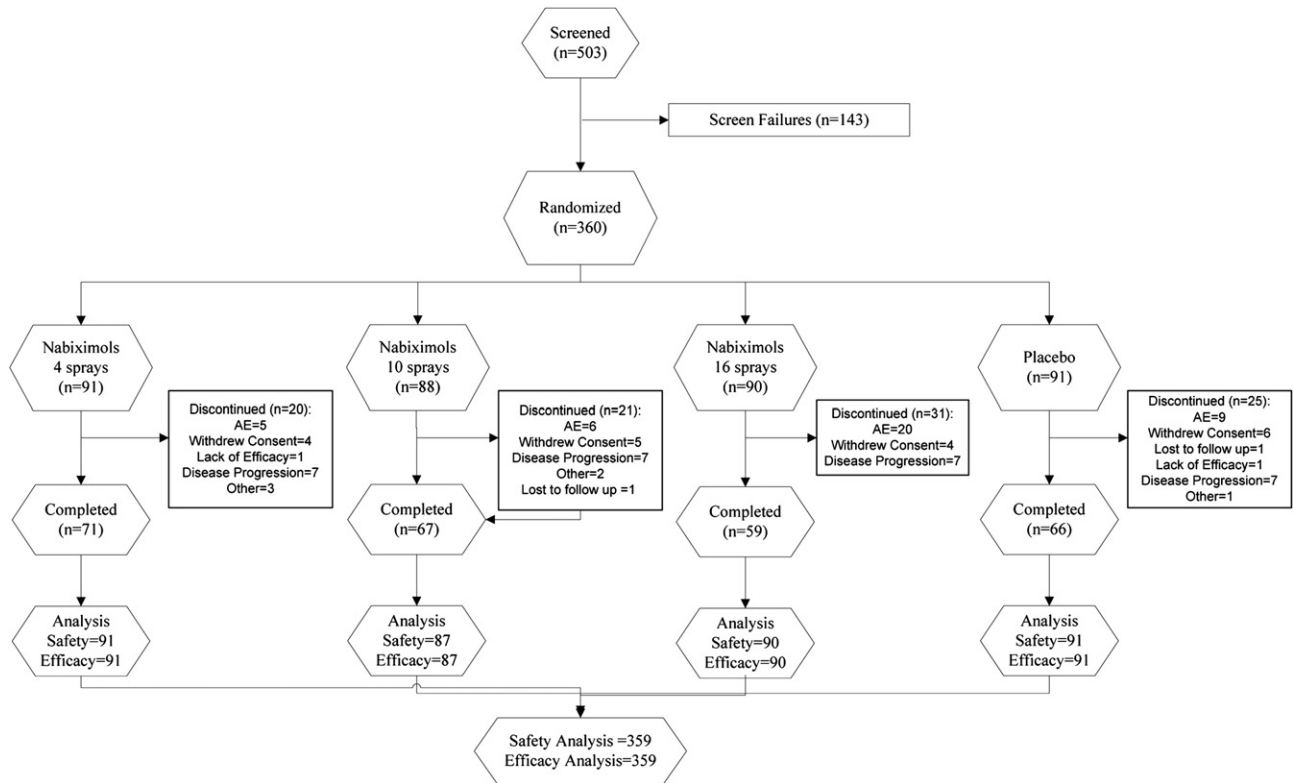 Screened
(n=503)
Screen Failures (n=143)
Randomized
(n=360)
Nabiximols
4 sprays
(n=91)
Nabiximols
10 sprays
(n=88)
Nabiximols
16 sprays
(n=90)
Placebo
(n=91)
Discontinued (n=20):
AE=5
Withdrew Consent=4
Lack of Efficacy=1
Disease Progression=7
Other=3
Discontinued (n=21):
AE=6
Withdrew Consent=5
Disease Progression=7
Other=2
Lost to follow up =1
Discontinued (n=31):
AE=20
Withdrew Consent=4
Disease Progression=7
Discontinued (n=25):
AE=9
Withdrew Consent=6
Lost to follow up=1
Lack of Efficacy=1
Disease Progression=7
Other=1
Completed
(n=71)
Completed
(n=67)
Completed
(n=59)
Completed
(n=66)
Analysis
Safety=91
Efficacy=91
Analysis
Safety=87
Efficacy=87
Analysis
Safety=90
Efficacy=90
Analysis
Safety=91
Efficacy=91
Safety Analysis =359
Efficacy Analysis=359